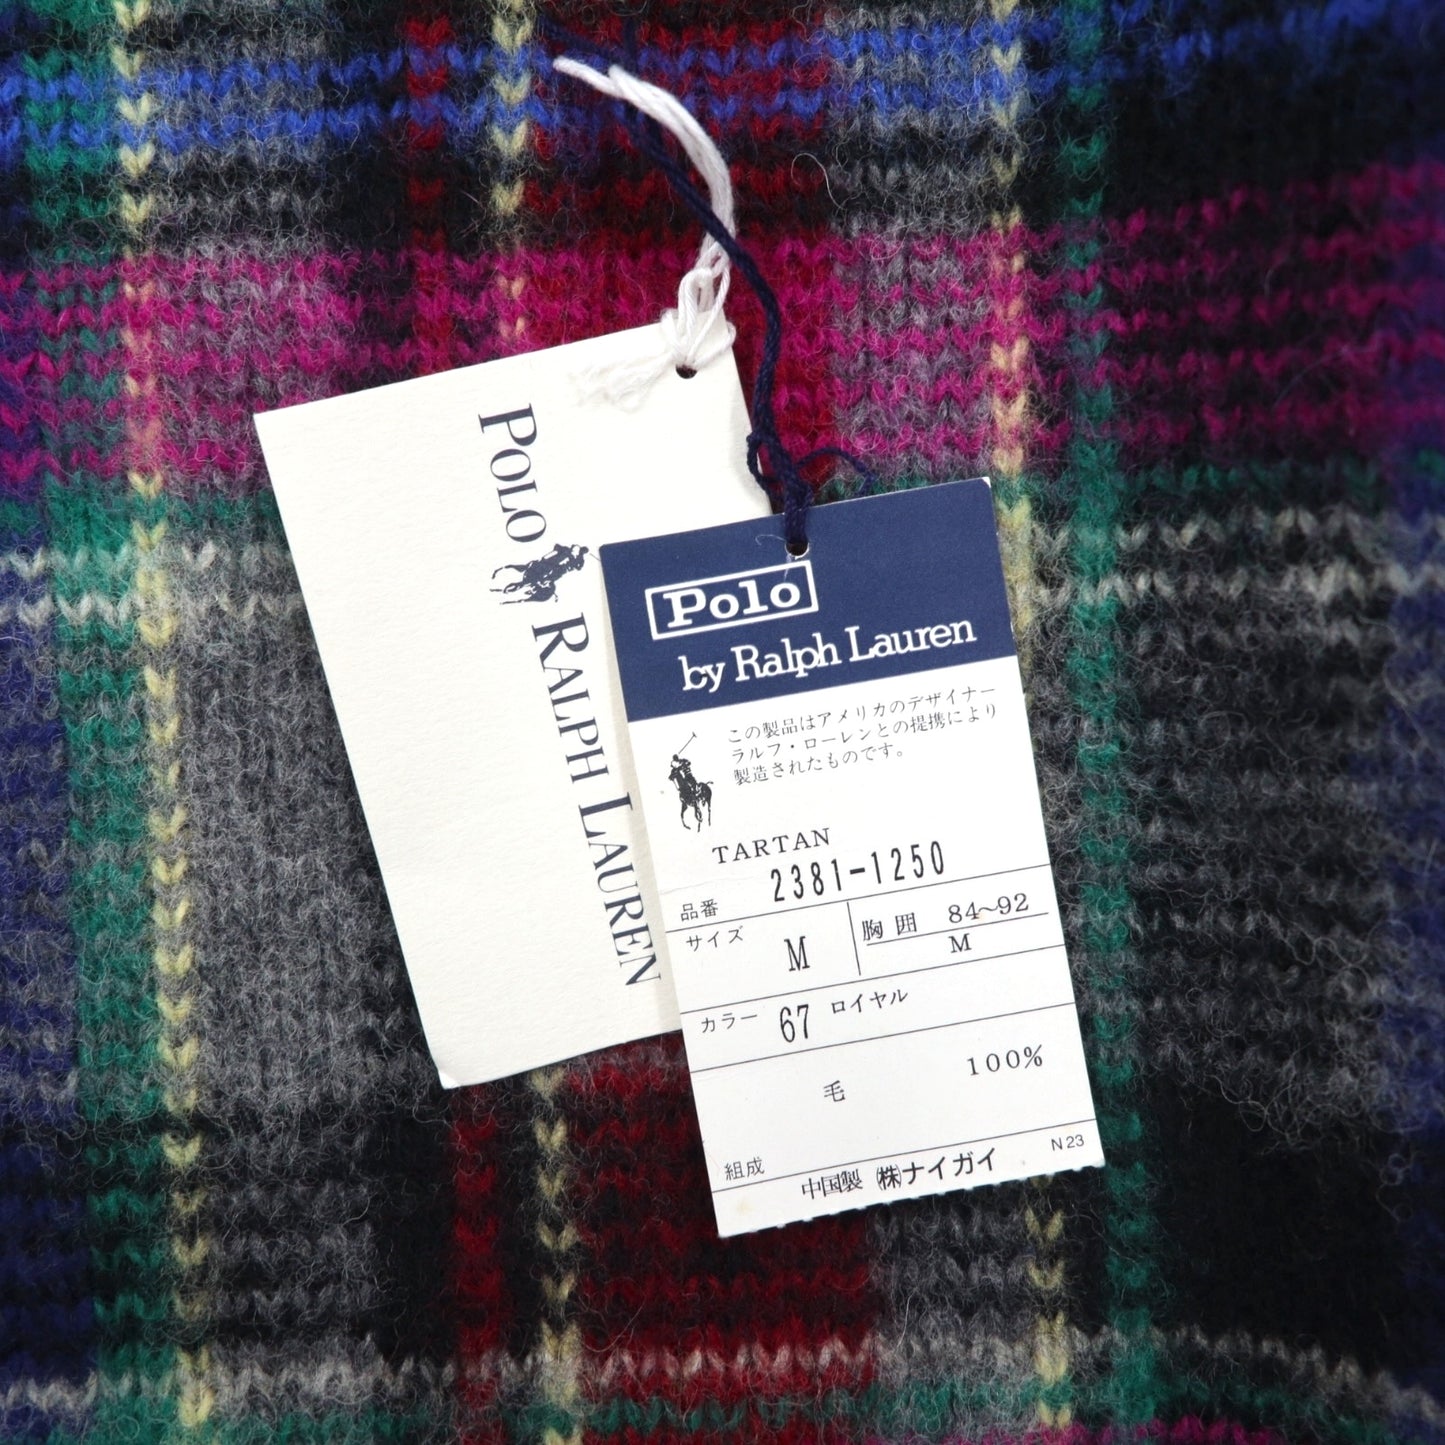 POLO RALPH LAUREN
Polo
by Ralph Lauren
この製品はアメリカのデザイナー
ラルフ・ローレンとの提携により
製造されたものです。
TARTAN
品番 2381-1250
サイズ M 胸囲 84~92
M
カラー 67 ロイヤル
毛 100%
組成
N23
中国製 ㈱ナイガイ